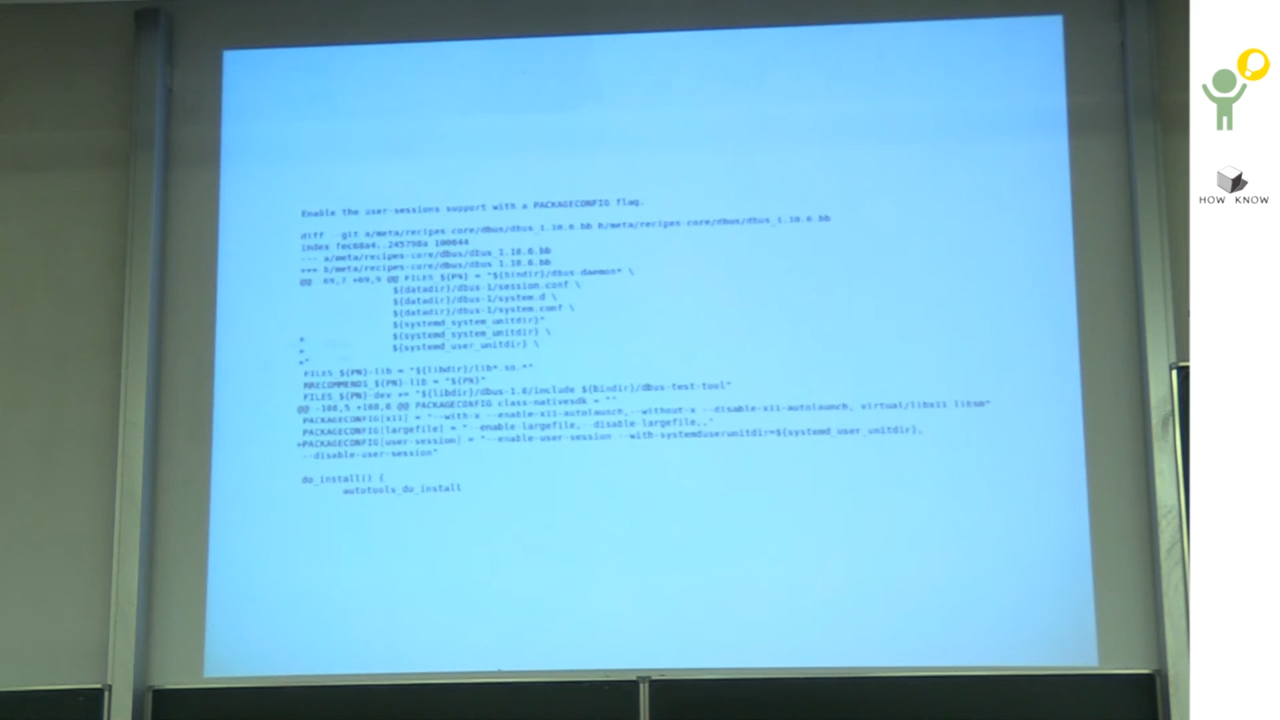 Enable the user-sessions support with a PACKAGECONFIG flag.
diff --git a/meta/recipes-core/dbus/dbus_1.10.6.bb b/meta/recipes-core/dbus/dbus_1.10.6.bb
index 100644
--- a/meta/recipes-core/dbus/dbus_1.10.6.bb
+++ b/meta/recipes-core/dbus/dbus_1.10.6.bb
@@ -69,7 +69,9 @@ FILES_${PN} = "${bindir}/dbus-daemon* \
${datadir}/dbus-1/session.conf \
${datadir}/dbus-1/system.d \
${datadir}/dbus-1/system.conf \
${systemd_system_unitdir}"
+ ${systemd_system_unitdir} \
+ ${systemd_user_unitdir} \
+"
FILES_${PN}-lib = "${libdir}/lib*.so.*"
RRECOMMENDS_${PN}-lib = "${PN}"
FILES_${PN}-dev += "${libdir}/dbus-1.0/include ${bindir}/dbus-test-tool"
@@ @@ PACKAGECONFIG_class-nativesdk = ""
PACKAGECONFIG[x11] = "--with-x --enable-x11-autolaunch,--without-x --disable-x11-autolaunch, virtual/libx11 libsm"
PACKAGECONFIG[largefile] = "--enable-largefile,--disable-largefile,,"
+PACKAGECONFIG[user-session] = "--enable-user-session --with-systemduserunitdir=${systemd_user_unitdir},
--disable-user-session"
do_install() {
autotools_do_install
HOW KNOW